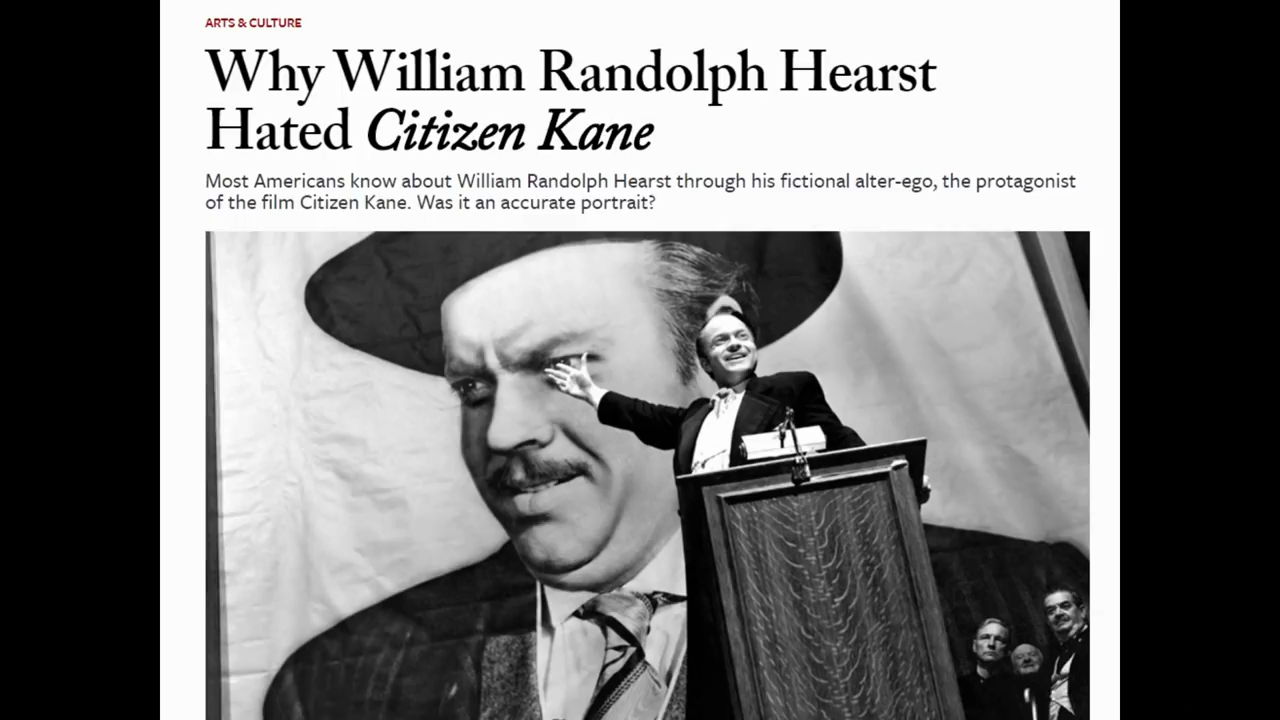 ARTS & CULTURE
Why William Randolph Hearst
Hated Citizen Kane
Most Americans know about William Randolph Hearst through his fictional alter-ego, the protagonist
of the film Citizen Kane. Was it an accurate portrait?